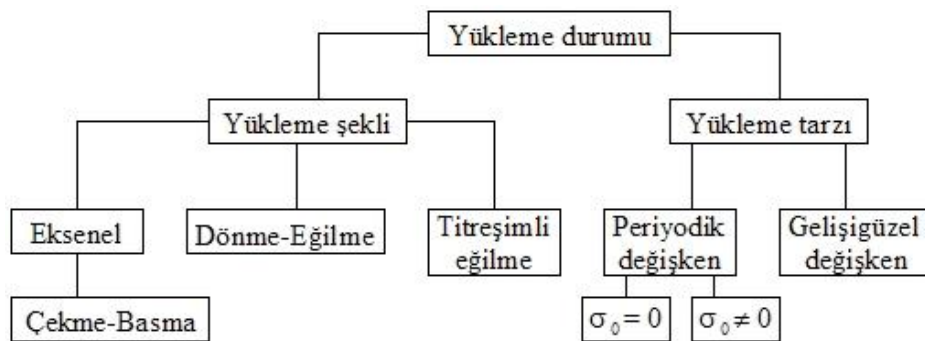 Yükleme durumu
Yükleme şekli
Yükleme tarzı
Eksenel
Dönme-Eğilme
Titreşimli
eğilme
Periyodik
değişken
Gelişigüzel
değişken
Çekme-Basma
σ₀ = 0
σ₀ ≠ 0